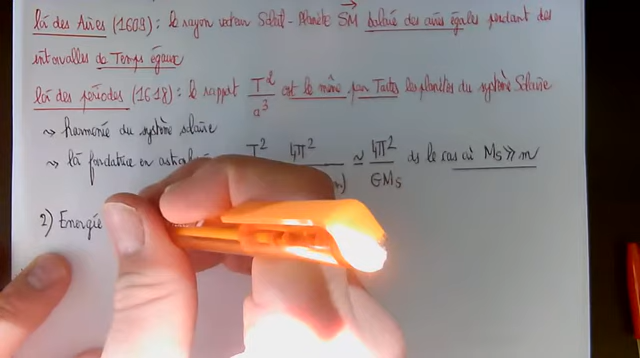 Loi des Aires (1609) : le rayon vecteur Soleil - Planète SM balaie des aires égales pendant des
intervalles de Temps égaux
Loi des périodes (1618) : le rapport T²/a³ est le même pour Toutes les planètes du système Solaire
↝ harmonie du système solaire
↝ loi fondatrice en T² 4π² ≃ 4π²/GMs ds le cas où Ms ≫ m
2) Energie